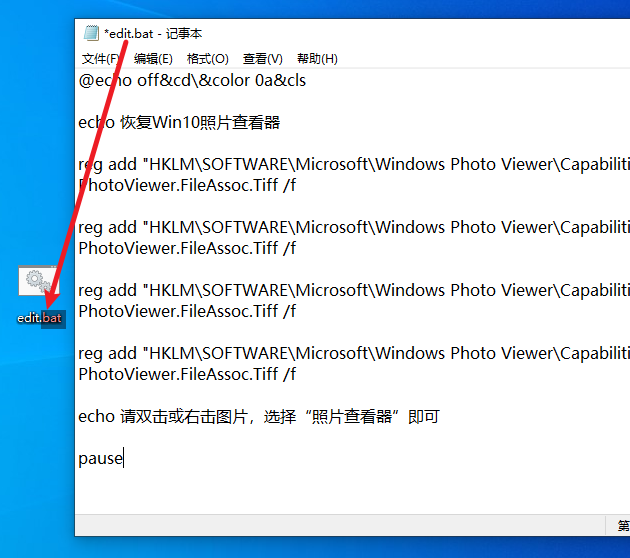 *edit.bat - 记事本
文件(F) 编辑(E) 格式(O) 查看(V) 帮助(H)
@echo off&cd\&color 0a&cls
echo 恢复Win10照片查看器
reg add "HKLM\SOFTWARE\Microsoft\Windows Photo Viewer\Capabiliti
PhotoViewer.FileAssoc.Tiff /f
reg add "HKLM\SOFTWARE\Microsoft\Windows Photo Viewer\Capabiliti
PhotoViewer.FileAssoc.Tiff /f
reg add "HKLM\SOFTWARE\Microsoft\Windows Photo Viewer\Capabiliti
PhotoViewer.FileAssoc.Tiff /f
edit.bat
reg add "HKLM\SOFTWARE\Microsoft\Windows Photo Viewer\Capabiliti
PhotoViewer.FileAssoc.Tiff /f
echo 请双击或右击图片，选择“照片查看器”即可
pause
第